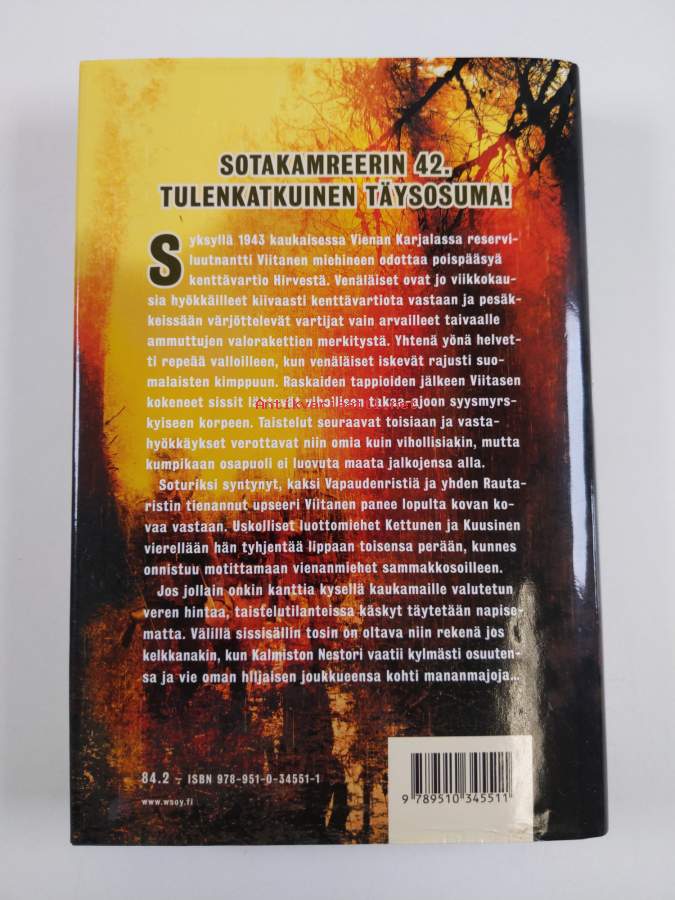 SOTAKAMREERIN 42.
TULENKATKUINEN TÄYSOSUMA!
Syksyllä 1943 kaukaisessa Vienan Karjalassa reservi-
luutnantti Viitanen miehineen odottaa poispääsyä
kenttävartio Hirvestä. Venäläiset ovat jo viikkokau-
sia hyökkäilleet kiivaasti kenttävartiota vastaan ja pesäk-
keissään värjöttelevät vartijat vain arvailleet taivaalle
ammuttujen valorakettien merkitystä. Yhtenä yönä helvet-
ti repeää valloilleen, kun venäläiset iskevät rajusti suo-
malaisten kimppuun. Raskaiden tappioiden jälkeen Viitasen
kokeneet sissit lähtevät vihollisen takaa-ajoon syysmyrs-
kyiseen korpeen. Taistelut seuraavat toisiaan ja vasta-
hyökkäykset verottavat niin omia kuin vihollisiakin, mutta
kumpikaan osapuoli ei luovuta maata jalkojensa alla.
Soturiksi syntynyt, kaksi Vapaudenristiä ja yhden Rauta-
ristin tienannut upseeri Viitanen panee lopulta kovan ko-
vaa vastaan. Uskolliset luottomiehet Kettunen ja Kuusinen
vierellään hän tyhjentää lippaan toisensa perään, kunnes
onnistuu motittamaan vienanmiehet sammakkosoilleen.
Jos jollain onkin kanttia kysellä kaukamaille valutetun
veren hintaa, taistelutilanteissa käskyt täytetään napise-
matta. Välillä sissisällin tosin on oltava niin rekenä jos
kelkkanakin, kun Kalmiston Nestori vaatii kylmästi osuuten-
sa ja vie oman hiljaisen joukkueensa kohti mananmajoja...
84.2 – ISBN 978-951-0-34551-1
www.wsoy.fi
9 789510 345511